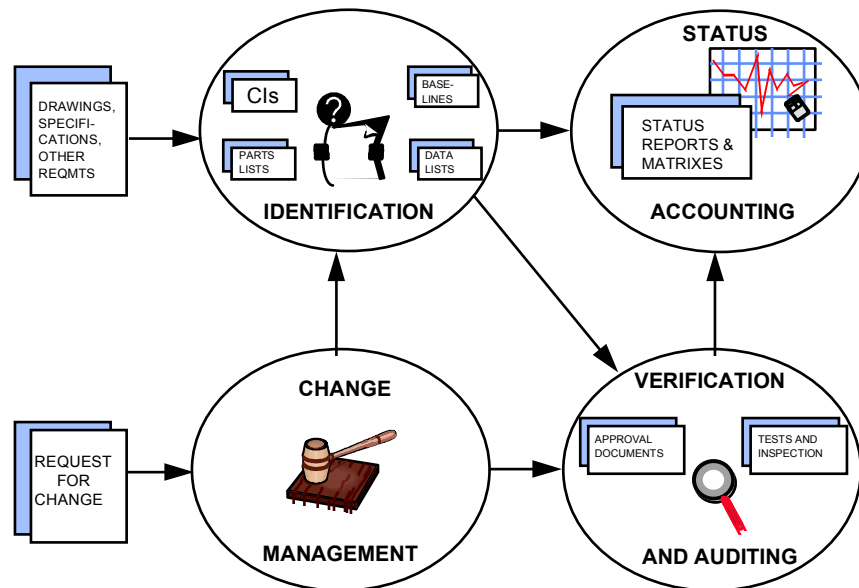 DRAWINGS,
SPECIFI-
CATIONS,
OTHER
REQMTS
CIs
BASE-
LINES
?
PARTS
LISTS
DATA
LISTS
IDENTIFICATION
STATUS
STATUS
REPORTS &
MATRIXES
ACCOUNTING
REQUEST
FOR
CHANGE
CHANGE
MANAGEMENT
VERIFICATION
APPROVAL
DOCUMENTS
TESTS AND
INSPECTION
AND AUDITING